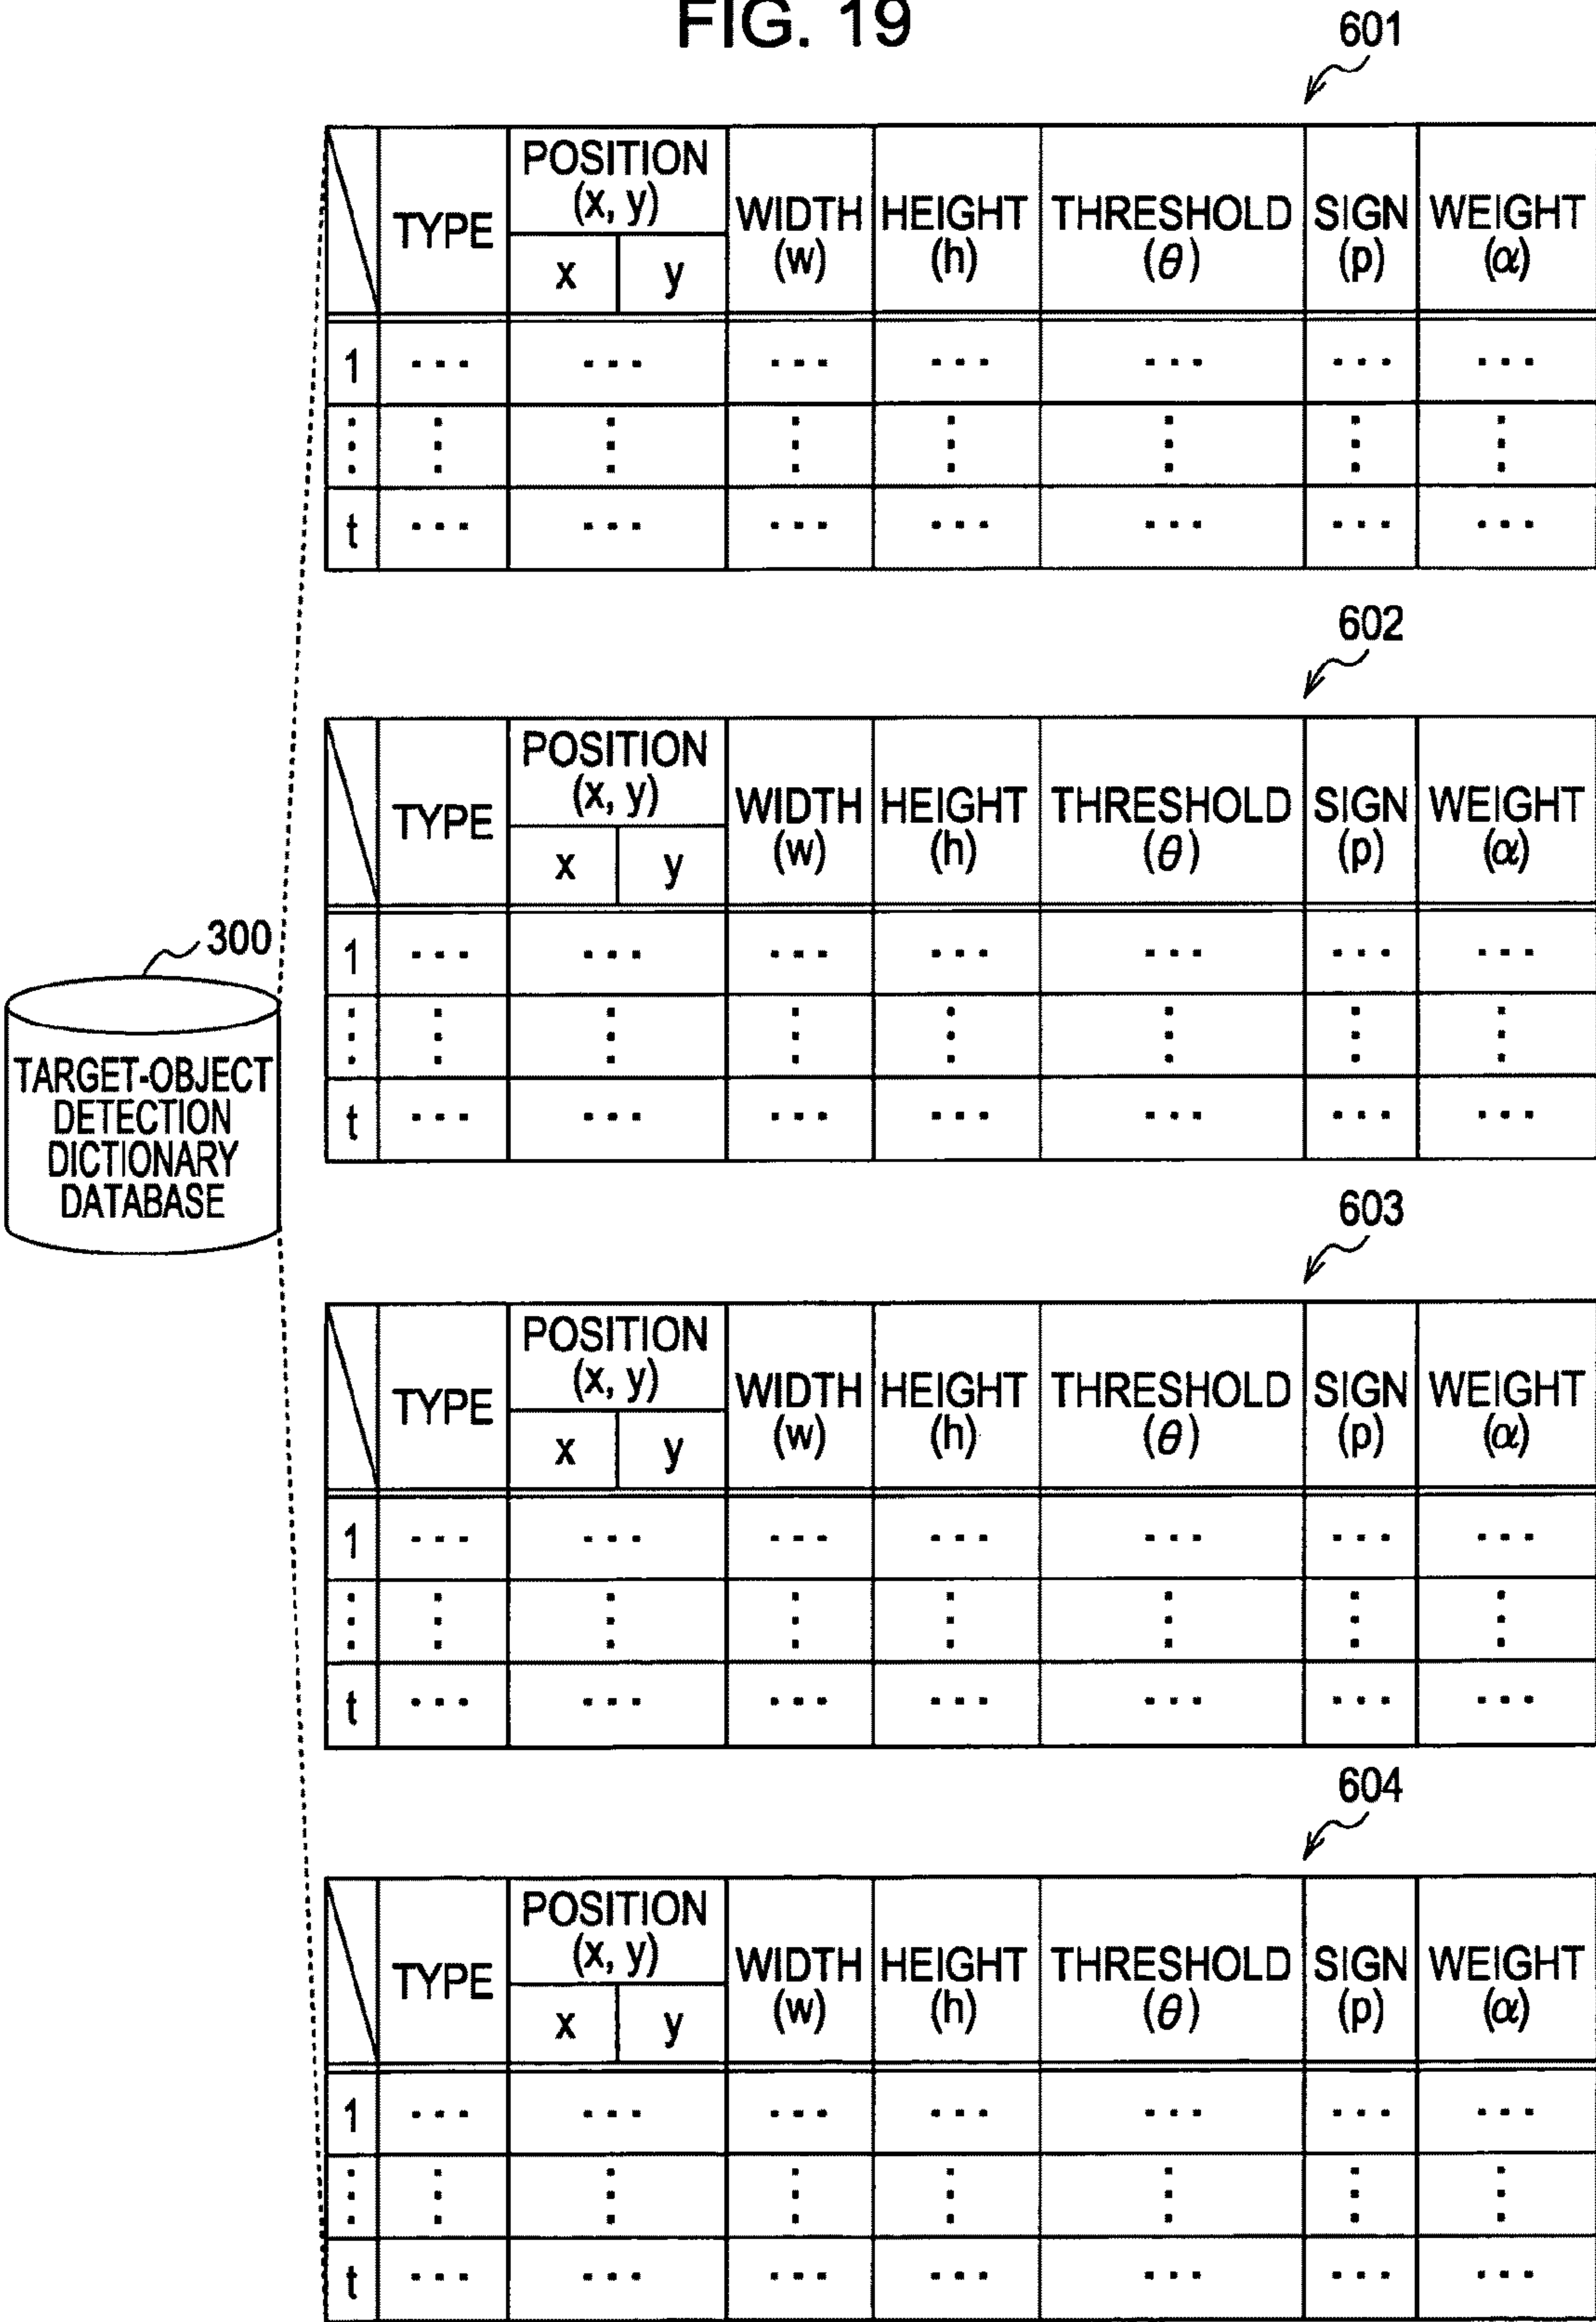 FIG. 19
601
TYPE POSITION (x, y) x y WIDTH (w) HEIGHT (h) THRESHOLD (θ) SIGN (p) WEIGHT (α)
1 ... ... ... ... ... ... ...
⋮ ⋮ ⋮ ⋮ ⋮ ⋮ ⋮ ⋮
t ... ... ... ... ... ... ...
602
TYPE POSITION (x, y) x y WIDTH (w) HEIGHT (h) THRESHOLD (θ) SIGN (p) WEIGHT (α)
1 ... ... ... ... ... ... ...
⋮ ⋮ ⋮ ⋮ ⋮ ⋮ ⋮ ⋮
t ... ... ... ... ... ... ...
300
TARGET-OBJECT
DETECTION
DICTIONARY
DATABASE
603
TYPE POSITION (x, y) x y WIDTH (w) HEIGHT (h) THRESHOLD (θ) SIGN (p) WEIGHT (α)
1 ... ... ... ... ... ... ...
⋮ ⋮ ⋮ ⋮ ⋮ ⋮ ⋮ ⋮
t ... ... ... ... ... ... ...
604
TYPE POSITION (x, y) x y WIDTH (w) HEIGHT (h) THRESHOLD (θ) SIGN (p) WEIGHT (α)
1 ... ... ... ... ... ... ...
⋮ ⋮ ⋮ ⋮ ⋮ ⋮ ⋮ ⋮
t ... ... ... ... ... ... ...